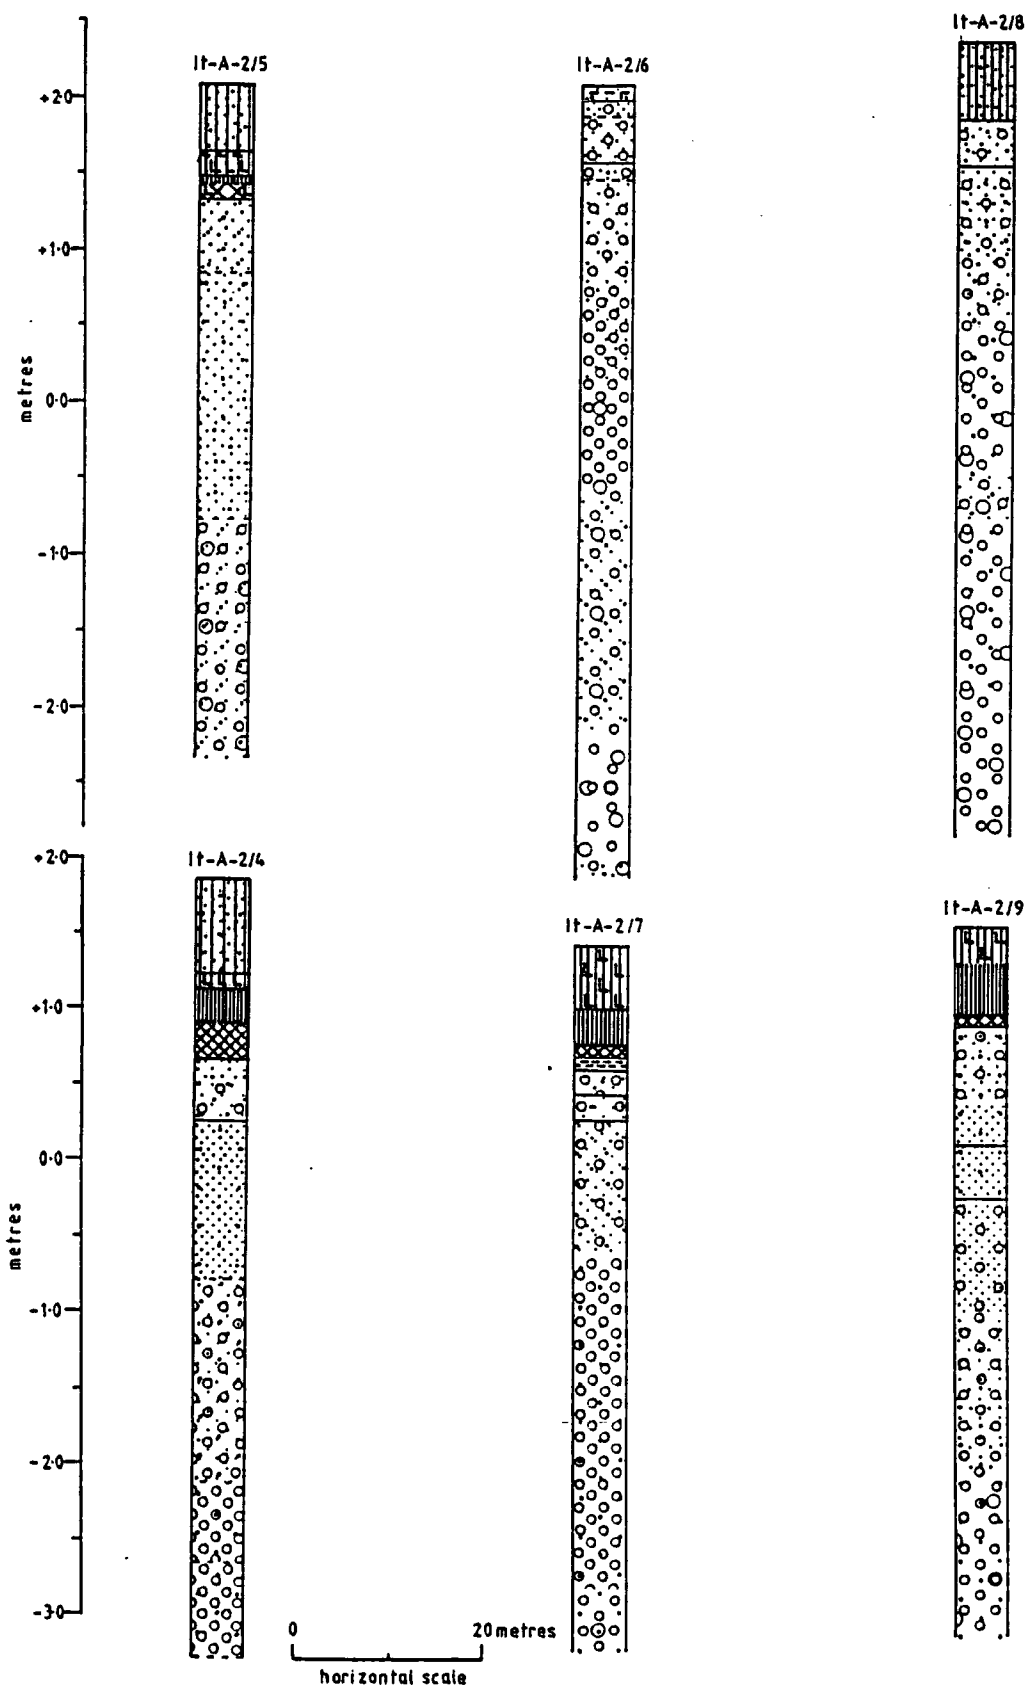 It-A-2/5
It-A-2/6
It-A-2/8
+2·0
+1·0
0·0
-1·0
-2·0
metres
+2·0
+1·0
0·0
-1·0
-2·0
-3·0
metres
It-A-2/4
It-A-2/7
It-A-2/9
0 20 metres
horizontal scale